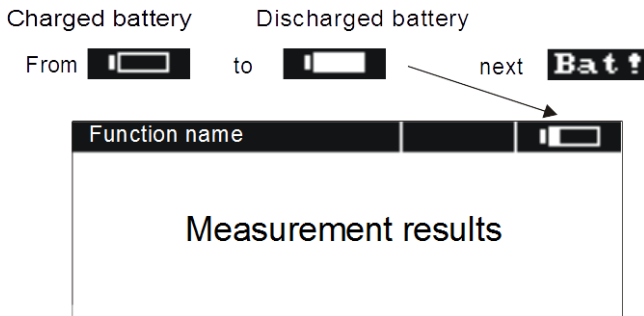 Charged battery Discharged battery
From to next Bat!
Function name
Measurement results